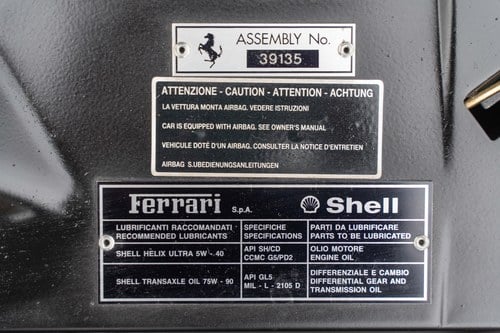 ASSEMBLY No.
39135
ATTENZIONE - CAUTION - ATTENTION - ACHTUNG
LA VETTURA MONTA AIRBAG. VEDERE ISTRUZIONI
CAR IS EQUIPPED WITH AIRBAG. SEE OWNER'S MANUAL
VEHICULE DOTÉ D'UN AIRBAG. CONSULTER LA NOTICE D'ENTRETIEN
AIRBAG S.UBEDIENUNGSANLEITUNGEN
Ferrari S.p.A. Shell
LUBRIFICANTI RACCOMANDATI SPECIFICHE PARTI DA LUBRIFICARE
RECOMMENDED LUBRICANTS SPECIFICATIONS PARTS TO BE LUBRICATED
SHELL HELIX ULTRA 5W - 40 API SH/CD OLIO MOTORE
CCMC G5/PD2 ENGINE OIL
SHELL TRANSAXLE OIL 75W - 90 API GL5 DIFFERENZIALE E CAMBIO
MIL - L - 2105 D DIFFERENTIAL GEAR AND
TRANSMISSION OIL